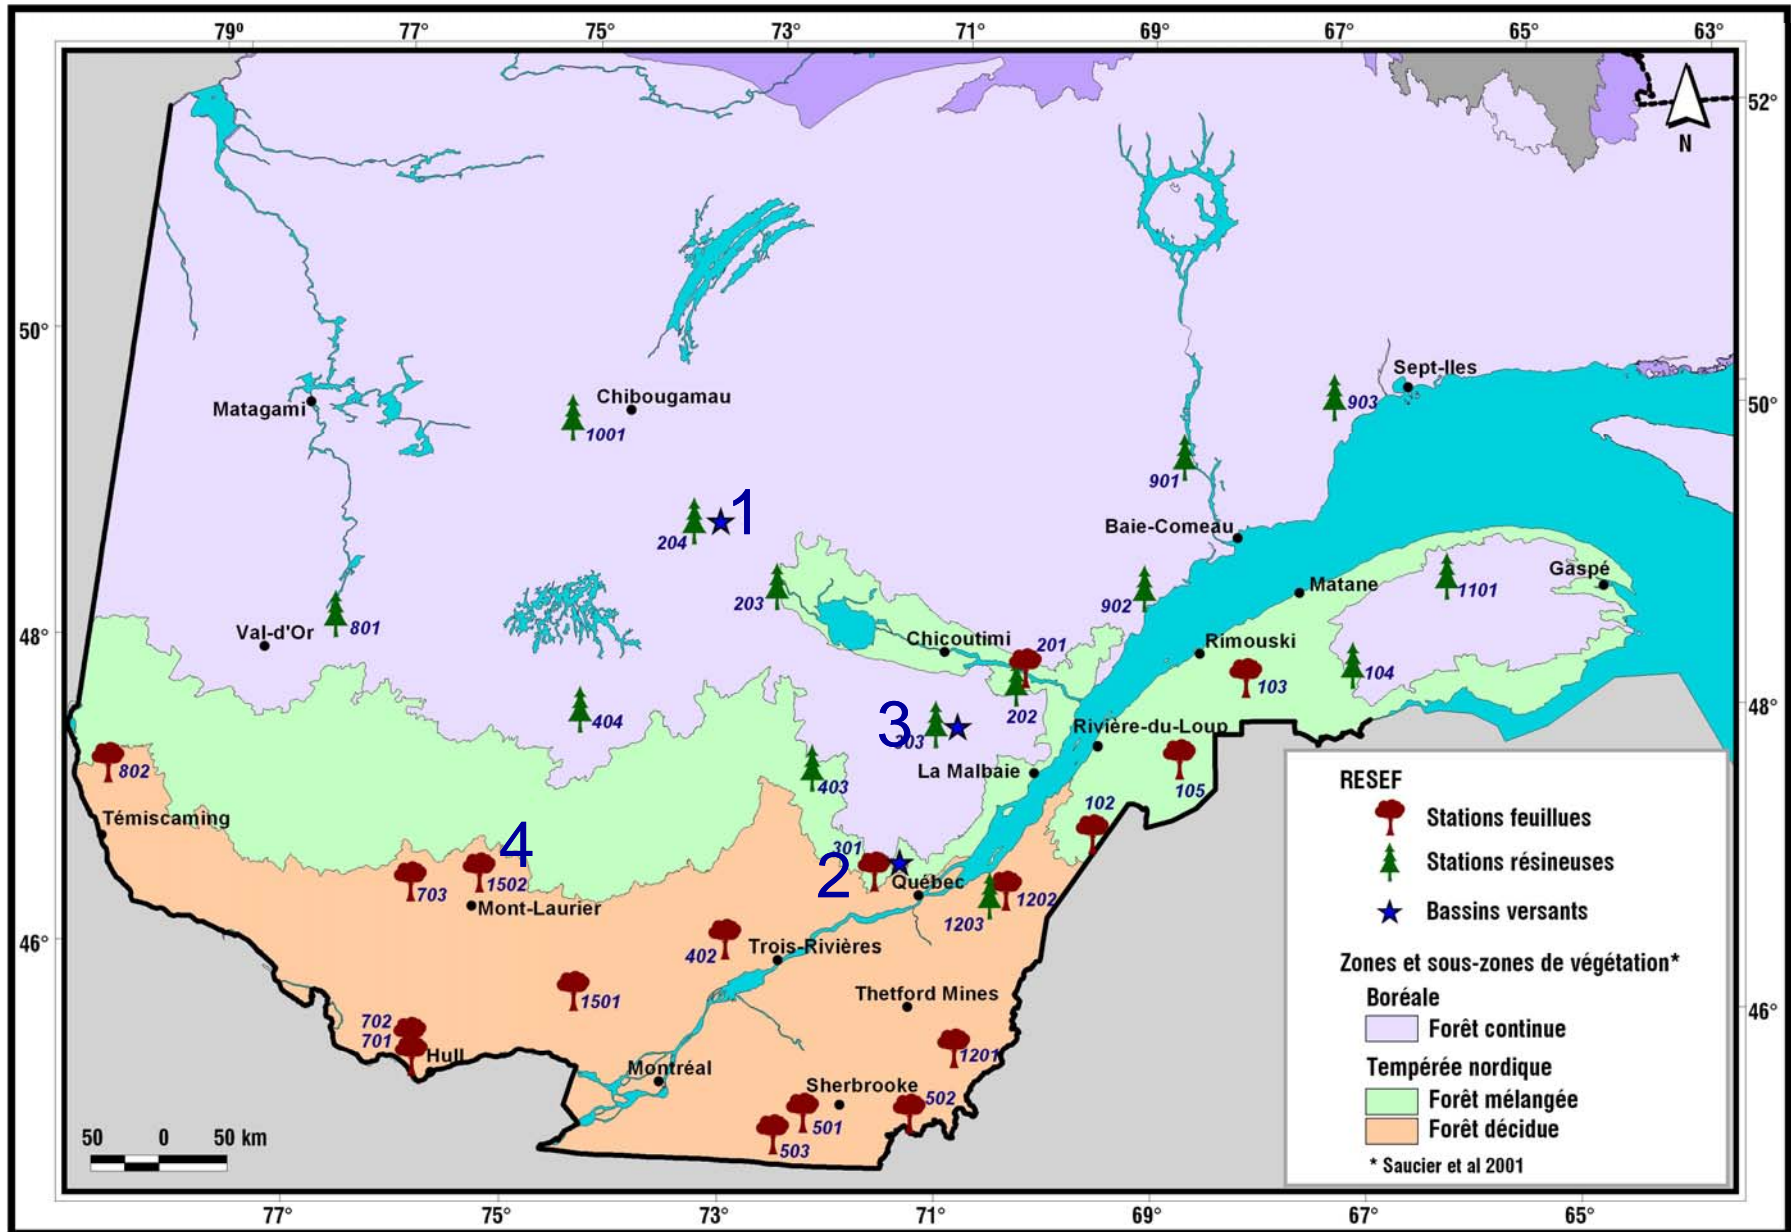 79º 77° 75° 73° 71° 69° 67° 65° 63°
52°
N
50°
Sept-Iles
903
50°
Chibougamau
Matagami
1001
901
1
204
Baie-Comeau
203
902
Matane
1101
Gaspé
48°
Val-d'Or
801
Chicoutimi
201
Rimouski
103
104
404
202
48°
3
303
Rivière-du-Loup
802
403
La Malbaie
105
102
Témiscaming
4
301
2
703
1502
Québec
1202
Mont-Laurier
1203
46°
402
Trois-Rivières
1501
Thetford Mines
46°
702
701
Hull
1201
Montréal
Sherbrooke
502
501
503
50 0 50 km
RESEF
Stations feuillues
Stations résineuses
Bassins versants
Zones et sous-zones de végétation*
Boréale
Forêt continue
Tempérée nordique
Forêt mélangée
Forêt décidue
* Saucier et al 2001
77° 75° 73° 71° 69° 67° 65°